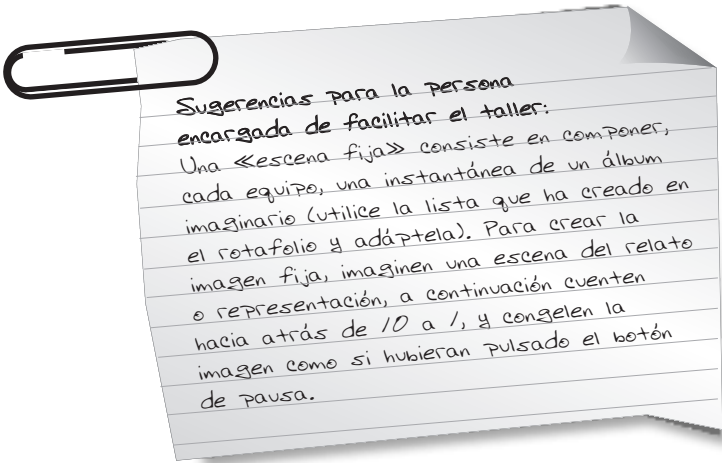 Sugerencias para la persona
encargada de facilitar el taller:
Una «escena fija» consiste en componer,
cada equipo, una instantánea de un álbum
imaginario (utilice la lista que ha creado en
el rotafolio y adáptela). Para crear la
imagen fija, imaginen una escena del relato
o representación, a continuación cuenten
hacia atrás de 10 a 1, y congelen la
imagen como si hubieran pulsado el botón
de pausa.